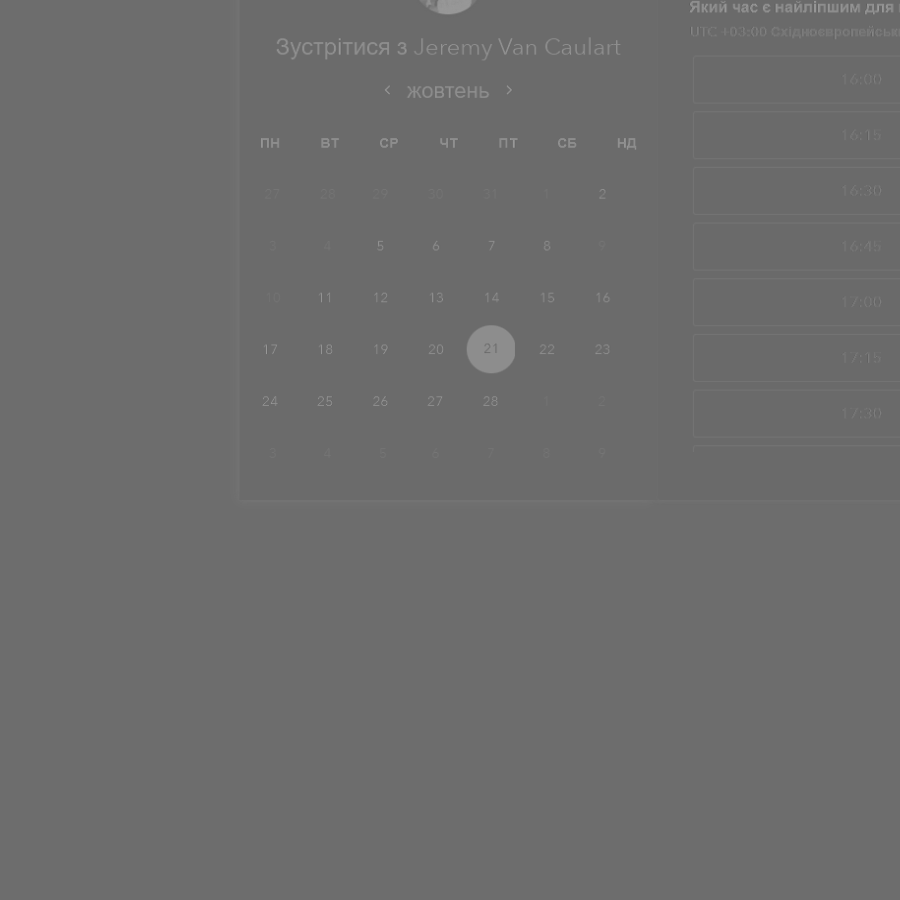 Зустрітися з Jeremy Van Caulart
‹ жовтень ›
ПН ВТ СР ЧТ ПТ СБ НД
27 28 29 30 31 1 2
3 4 5 6 7 8 9
10 11 12 13 14 15 16
17 18 19 20 21 22 23
24 25 26 27 28 1 2
3 4 5 6 7 8 9
Який час є найліпшим для
UTC +03:00
16:00
16:15
16:30
16:45
17:00
17:15
17:30